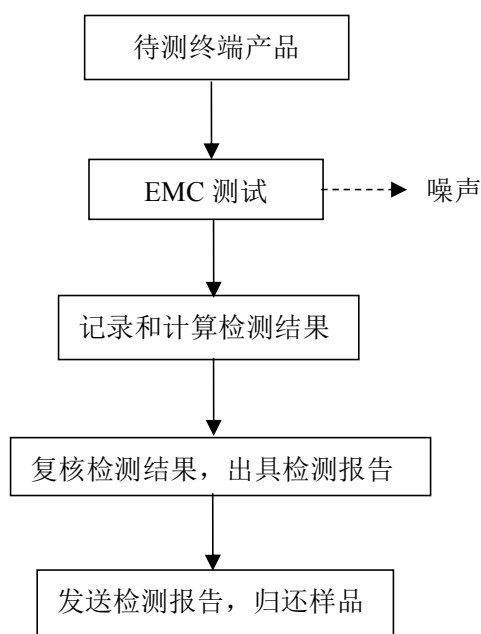 待测终端产品
EMC 测试
噪声
记录和计算检测结果
复核检测结果，出具检测报告
发送检测报告，归还样品